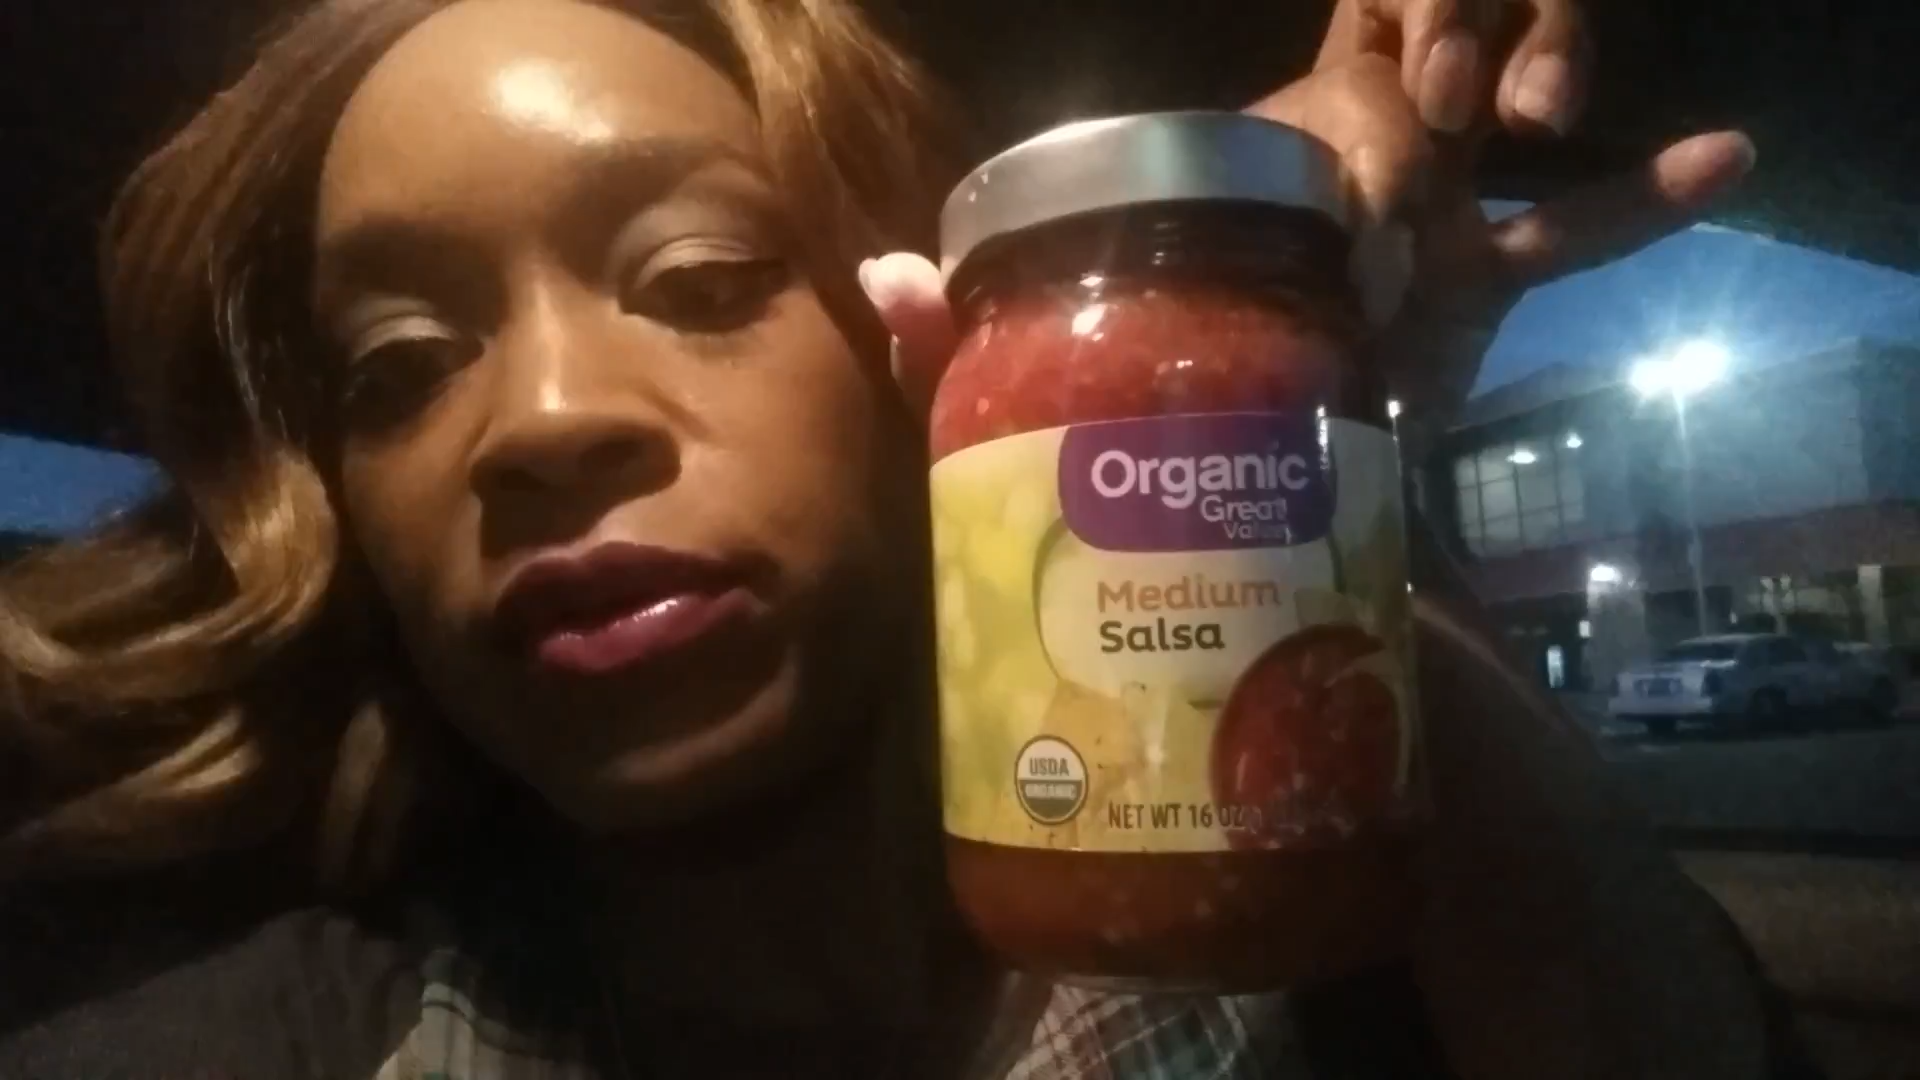 Organic
Great
Value
Medium
Salsa
USDA
ORGANIC
NET WT 16 OZ